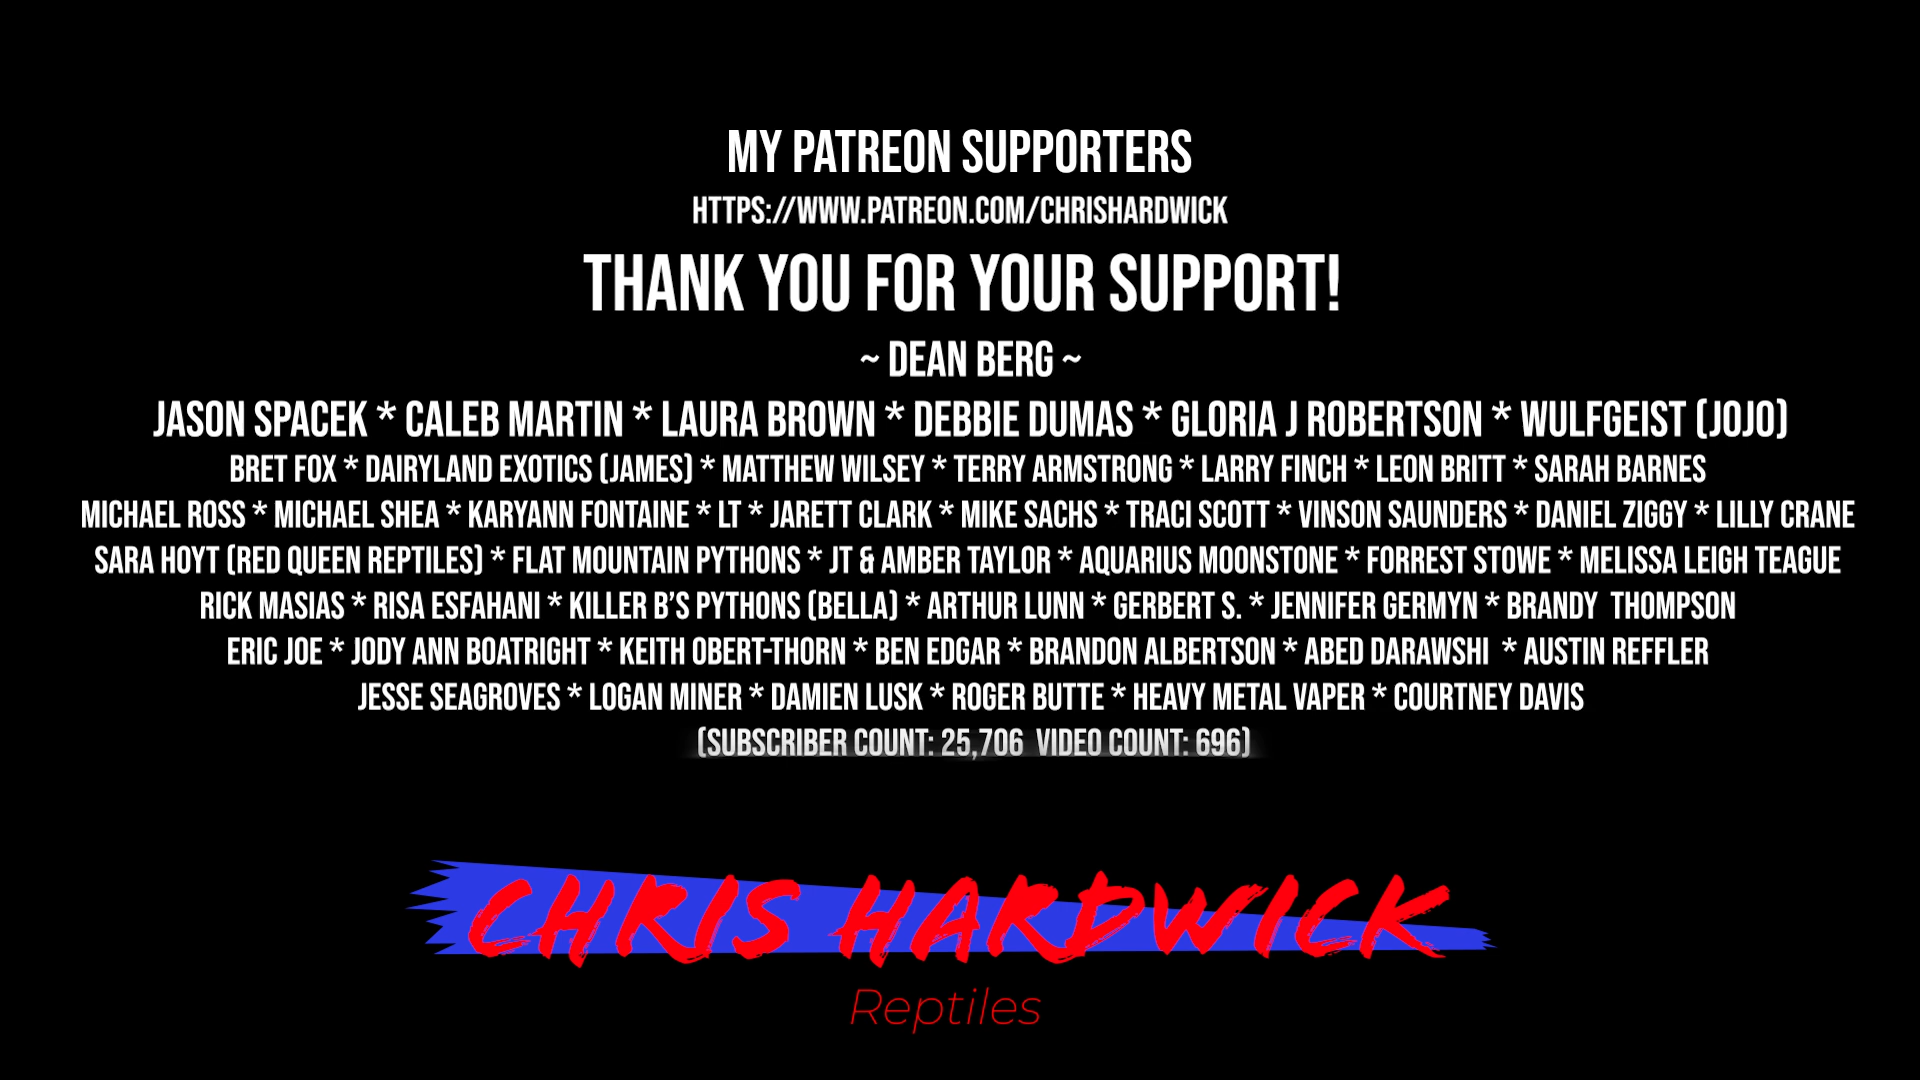 MY PATREON SUPPORTERS
HTTPS://WWW.PATREON.COM/CHRISHARDWICK
THANK YOU FOR YOUR SUPPORT!
~ DEAN BERG ~
JASON SPACEK * CALEB MARTIN * LAURA BROWN * DEBBIE DUMAS * GLORIA J ROBERTSON * WULFGEIST (JOJO)
BRET FOX * DAIRYLAND EXOTICS (JAMES) * MATTHEW WILSEY * TERRY ARMSTRONG * LARRY FINCH * LEON BRITT * SARAH BARNES
MICHAEL ROSS * MICHAEL SHEA * KARYANN FONTAINE * LT * JARETT CLARK * MIKE SACHS * TRACI SCOTT * VINSON SAUNDERS * DANIEL ZIGGY * LILLY CRANE
SARA HOYT (RED QUEEN REPTILES) * FLAT MOUNTAIN PYTHONS * JT & AMBER TAYLOR * AQUARIUS MOONSTONE * FORREST STOWE * MELISSA LEIGH TEAGUE
RICK MASIAS * RISA ESFAHANI * KILLER B'S PYTHONS (BELLA) * ARTHUR LUNN * GERBERT S. * JENNIFER GERMYN * BRANDY THOMPSON
ERIC JOE * JODY ANN BOATRIGHT * KEITH OBERT-THORN * BEN EDGAR * BRANDON ALBERTSON * ABED DARAWSHI * AUSTIN REFFLER
JESSE SEAGROVES * LOGAN MINER * DAMIEN LUSK * ROGER BUTTE * HEAVY METAL VAPER * COURTNEY DAVIS
(SUBSCRIBER COUNT: 25,706 VIDEO COUNT: 696)
CHRIS HARDWICK
Reptiles